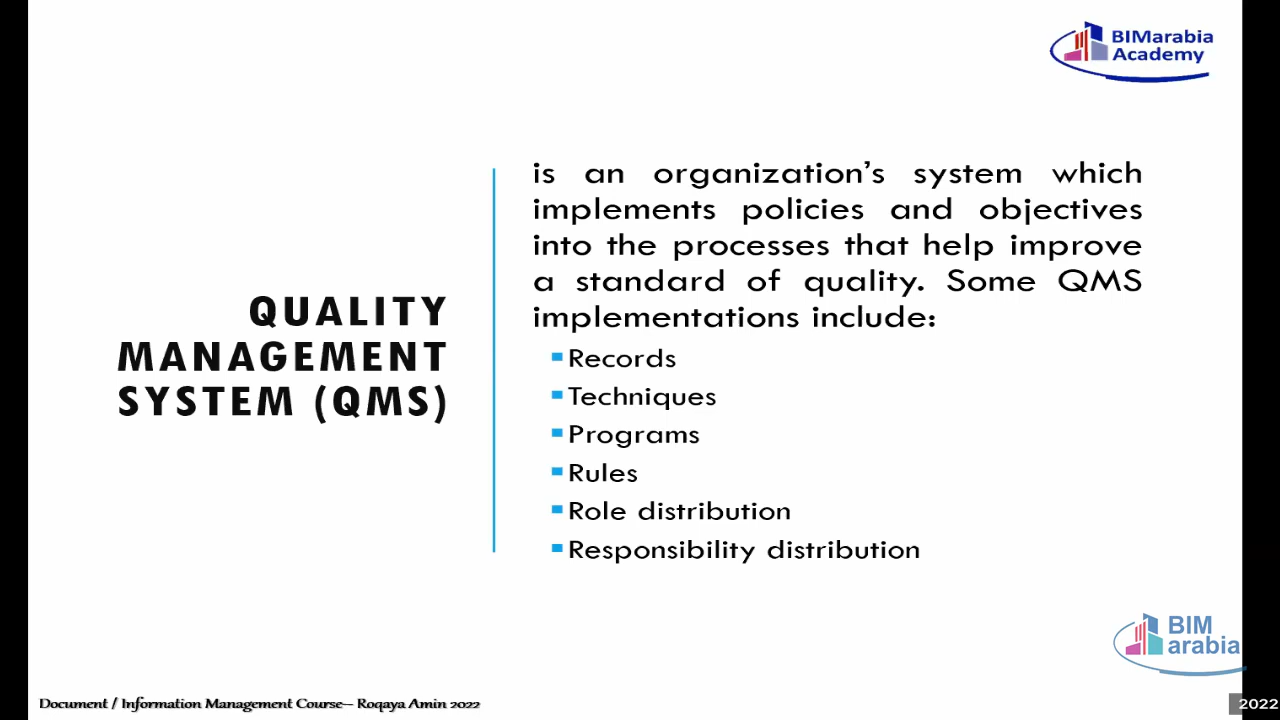 BIMarabia
Academy
QUALITY
MANAGEMENT
SYSTEM (QMS)
is an organization’s system which
implements policies and objectives
into the processes that help improve
a standard of quality. Some QMS
implementations include:
Records
Techniques
Programs
Rules
Role distribution
Responsibility distribution
BIM
arabia
Document / Information Management Course– Roqaya Amin 2022
2022